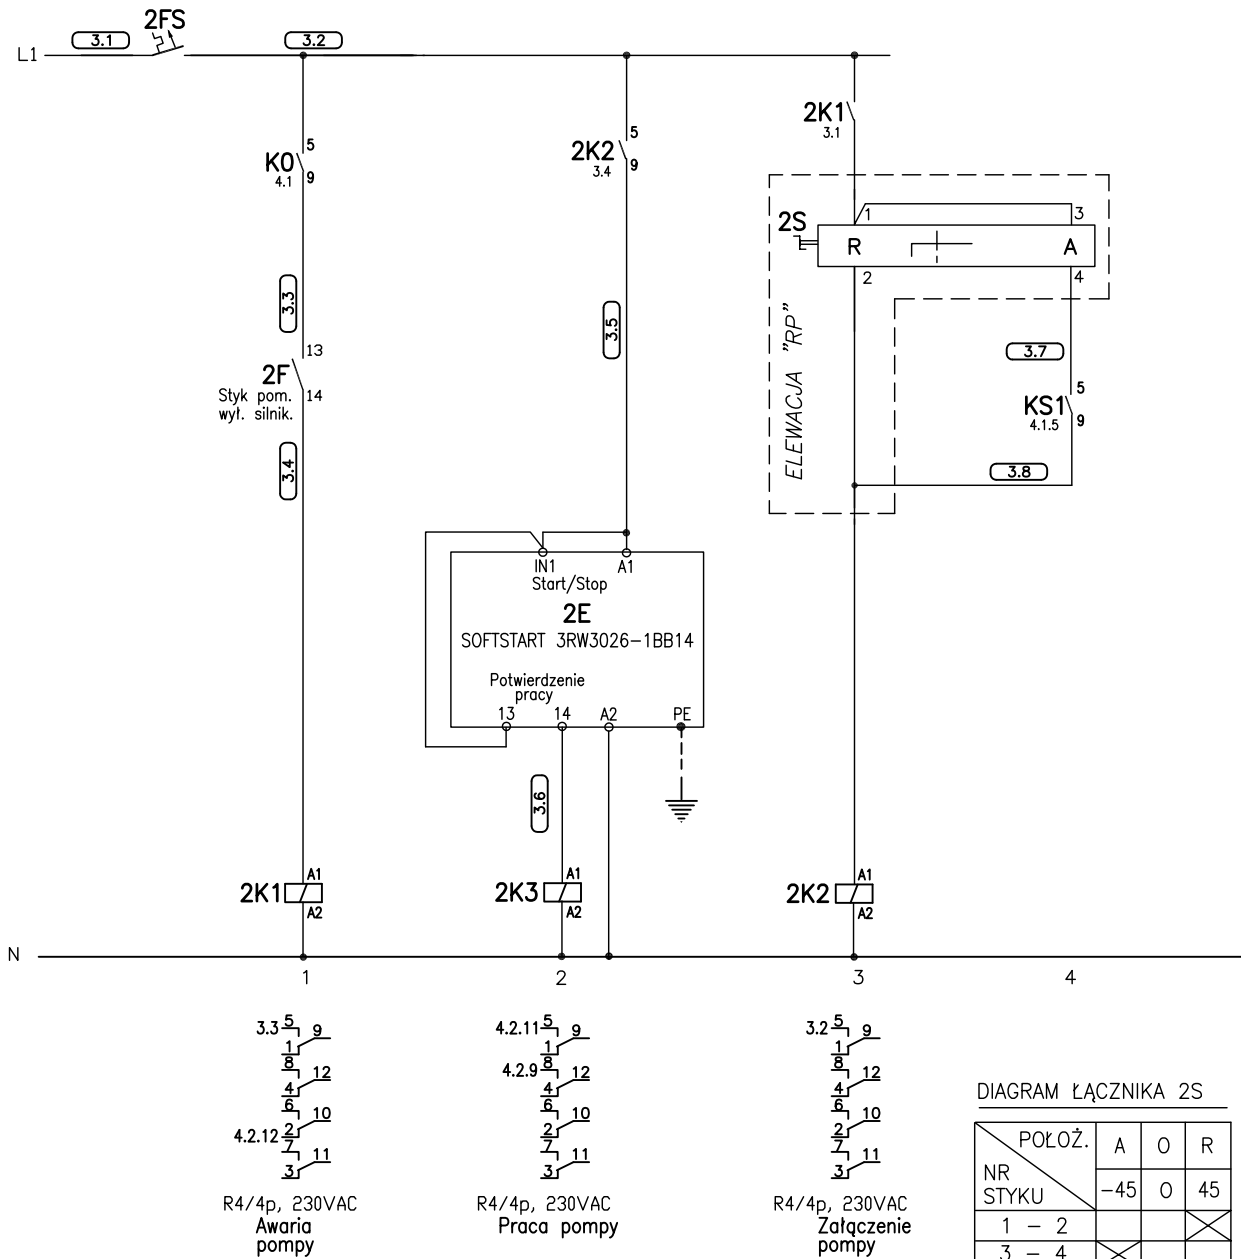 2FS
L1
3.1
3.2
K0
4.1
5
9
2K2
3.4
5
9
2K1
3.1
2S
1
3
R
A
2
4
3.3
3.5
ELEWACJA "RP"
3.7
13
2F
14
Styk pom.
wył. silnik.
KS1
4.1.5
5
9
3.4
3.8
IN1
A1
Start/Stop
2E
SOFTSTART 3RW3026-1BB14
Potwierdzenie
pracy
13
14
A2
PE
3.6
2K1
A1
A2
2K3
A1
A2
2K2
A1
A2
N
1
2
3
4
3.3
5
9
1
8
12
4
6
10
4.2.12
2
7
11
3
R4/4p, 230VAC
Awaria
pompy
4.2.11
5
9
1
4.2.9
8
12
4
6
10
2
7
11
3
R4/4p, 230VAC
Praca pompy
3.2
5
9
1
8
12
4
6
10
2
7
11
3
R4/4p, 230VAC
Załączenie
pompy
DIAGRAM ŁĄCZNIKA 2S
POŁOŻ. A O R
NR
STYKU -45 O 45
1 - 2
3 - 4